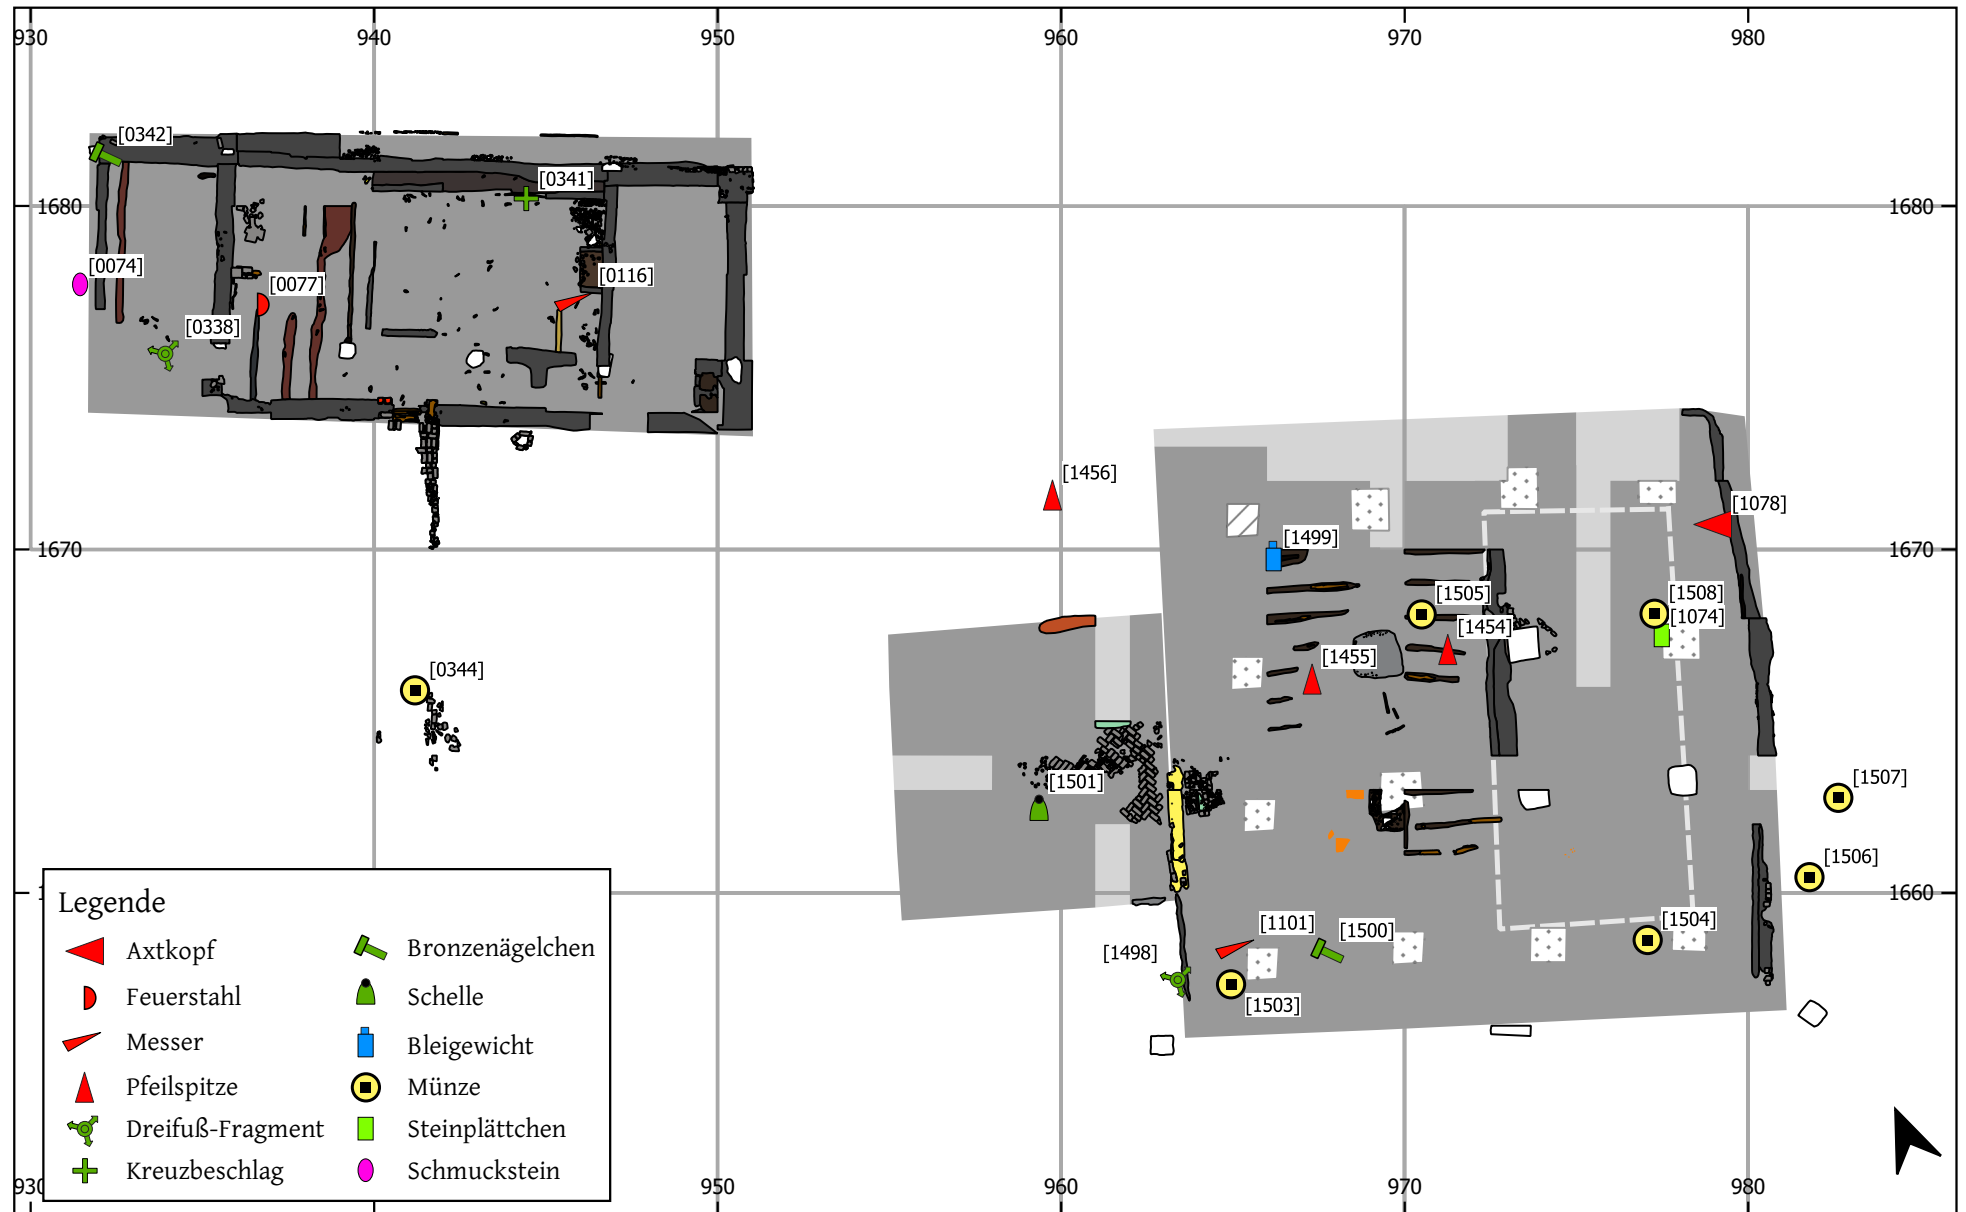 930 940 950 960 970 980
[0342]
[0341]
1680 1680
[0074]
[0077]
[0116]
[0338]
[1456]
[1078]
[1499]
1670 1670
[1505]
[1508]
[1074]
[1454]
[1455]
[0344]
[1501]
[1507]
[1506]
1 1660
[1504]
[1101]
[1500]
[1498]
[1503]
Legende
Axtkopf
Feuerstahl
Messer
Pfeilspitze
Dreifuß-Fragment
Kreuzbeschlag
Bronzenägelchen
Schelle
Bleigewicht
Münze
Steinplättchen
Schmuckstein
930 950 960 970 980